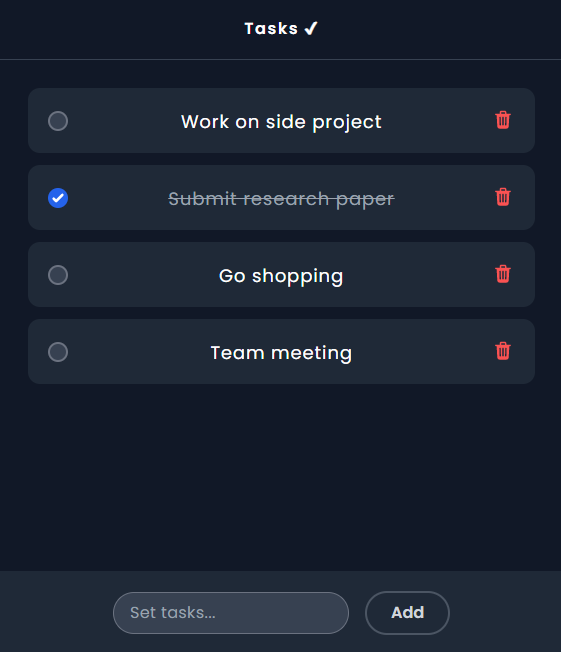 Tasks ✔
Work on side project
Submit research paper
Go shopping
Team meeting
Set tasks...
Add